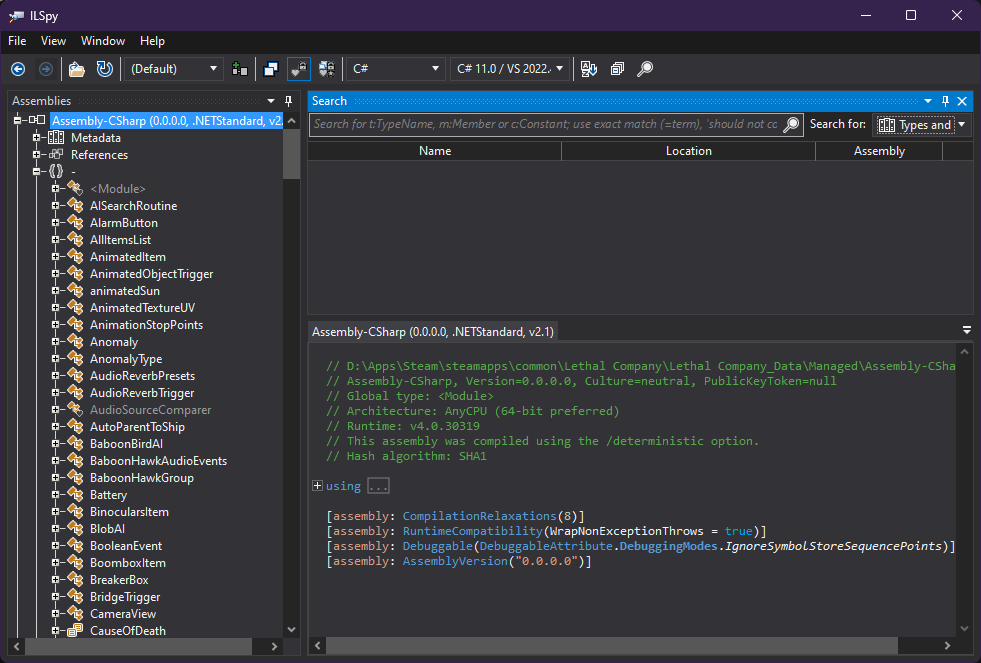 ILSpy
File View Window Help
(Default) C# C# 11.0 / VS 2022.
Assemblies
Assembly-CSharp (0.0.0.0, .NETStandard, v2.
Metadata
References
-
<Module>
AISearchRoutine
AlarmButton
AllItemsList
AnimatedItem
AnimatedObjectTrigger
animatedSun
AnimatedTextureUV
AnimationStopPoints
Anomaly
AnomalyType
AudioReverbPresets
AudioReverbTrigger
AudioSourceComparer
AutoParentToShip
BaboonBirdAI
BaboonHawkAudioEvents
BaboonHawkGroup
Battery
BinocularsItem
BlobAI
BooleanEvent
BoomboxItem
BreakerBox
BridgeTrigger
CameraView
CauseOfDeath
Search
Search for t:TypeName, m:Member or c:Constant; use exact match (=term), 'should not cc Search for: Types and
Name Location Assembly
Assembly-CSharp (0.0.0.0, .NETStandard, v2.1)
// D:\Apps\Steam\steamapps\common\Lethal Company\Lethal Company_Data\Managed\Assembly-CSha
// Assembly-CSharp, Version=0.0.0.0, Culture=neutral, PublicKeyToken=null
// Global type: <Module>
// Architecture: AnyCPU (64-bit preferred)
// Runtime: v4.0.30319
// This assembly was compiled using the /deterministic option.
// Hash algorithm: SHA1
using ...
[assembly: CompilationRelaxations(8)]
[assembly: RuntimeCompatibility(WrapNonExceptionThrows = true)]
[assembly: Debuggable(DebuggableAttribute.DebuggingModes.IgnoreSymbolStoreSequencePoints)]
[assembly: AssemblyVersion("0.0.0.0")]